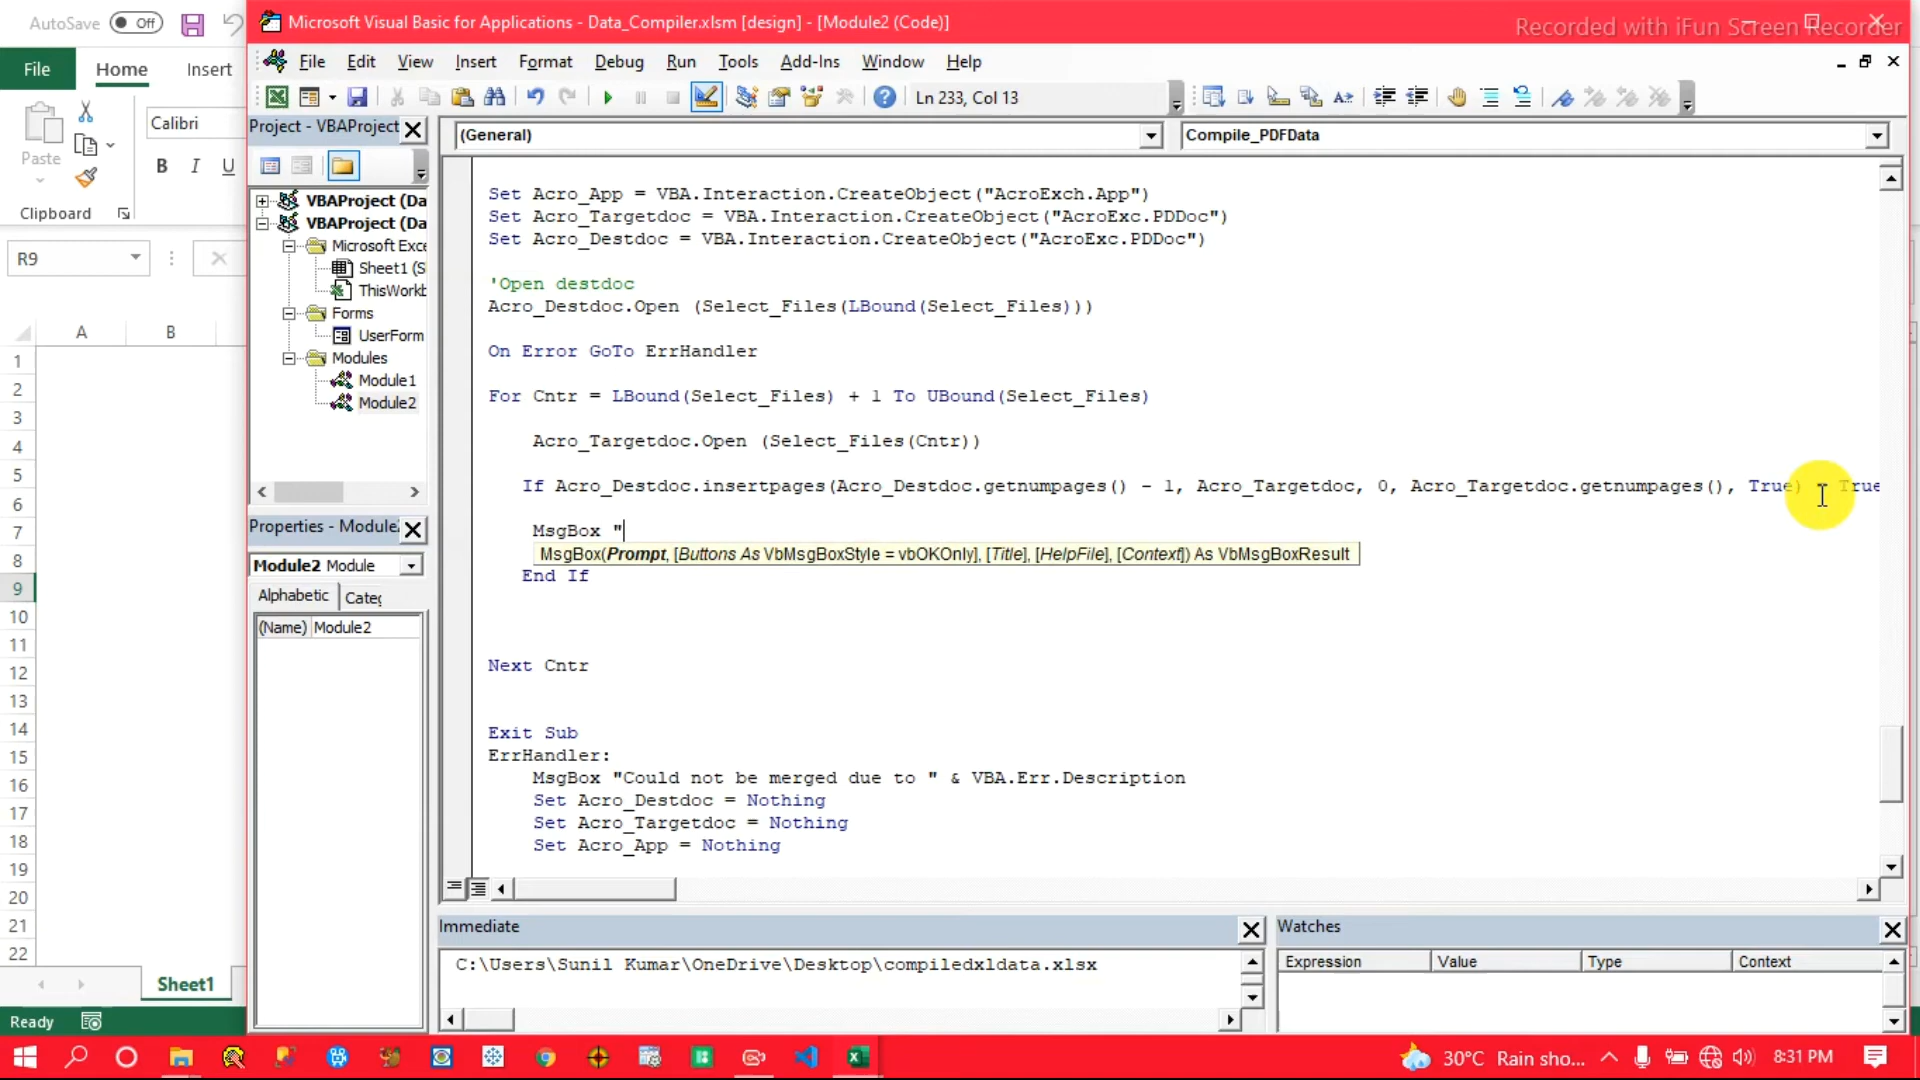 AutoSave Off
Microsoft Visual Basic for Applications - Data_Compiler.xlsm [design] - [Module2 (Code)]
Recorded with iFun Screen Recorder
File Home Insert
File Edit View Insert Format Debug Run Tools Add-Ins Window Help
Ln 233, Col 13
Paste
Calibri
B I U
Clipboard
Project - VBAProject
(General)
Compile_PDFData
VBAProject (Da
VBAProject (Da
Microsoft Exce
Sheet1 (S
ThisWorkb
Forms
UserForm
Modules
Module1
Module2
R9
A B
1
2
3
4
5
6
7
8
9
10
11
12
13
14
15
16
17
18
19
20
21
22
Set Acro_App = VBA.Interaction.CreateObject("AcroExch.App")
Set Acro_Targetdoc = VBA.Interaction.CreateObject("AcroExc.PDDoc")
Set Acro_Destdoc = VBA.Interaction.CreateObject("AcroExc.PDDoc")
'Open destdoc
Acro_Destdoc.Open (Select_Files(LBound(Select_Files)))
On Error GoTo ErrHandler
For Cntr = LBound(Select_Files) + 1 To UBound(Select_Files)
Acro_Targetdoc.Open (Select_Files(Cntr))
If Acro_Destdoc.insertpages(Acro_Destdoc.getnumpages() - 1, Acro_Targetdoc, 0, Acro_Targetdoc.getnumpages(), True) = True
MsgBox "
MsgBox(Prompt, [Buttons As VbMsgBoxStyle = vbOKOnly], [Title], [HelpFile], [Context]) As VbMsgBoxResult
End If
Next Cntr
Exit Sub
ErrHandler:
MsgBox "Could not be merged due to " & VBA.Err.Description
Set Acro_Destdoc = Nothing
Set Acro_Targetdoc = Nothing
Set Acro_App = Nothing
Properties - Module
Module2 Module
Alphabetic Categ
(Name) Module2
Immediate
C:\Users\Sunil Kumar\OneDrive\Desktop\compiledxldata.xlsx
Watches
Expression Value Type Context
Sheet1
Ready
30°C Rain sho...
8:31 PM